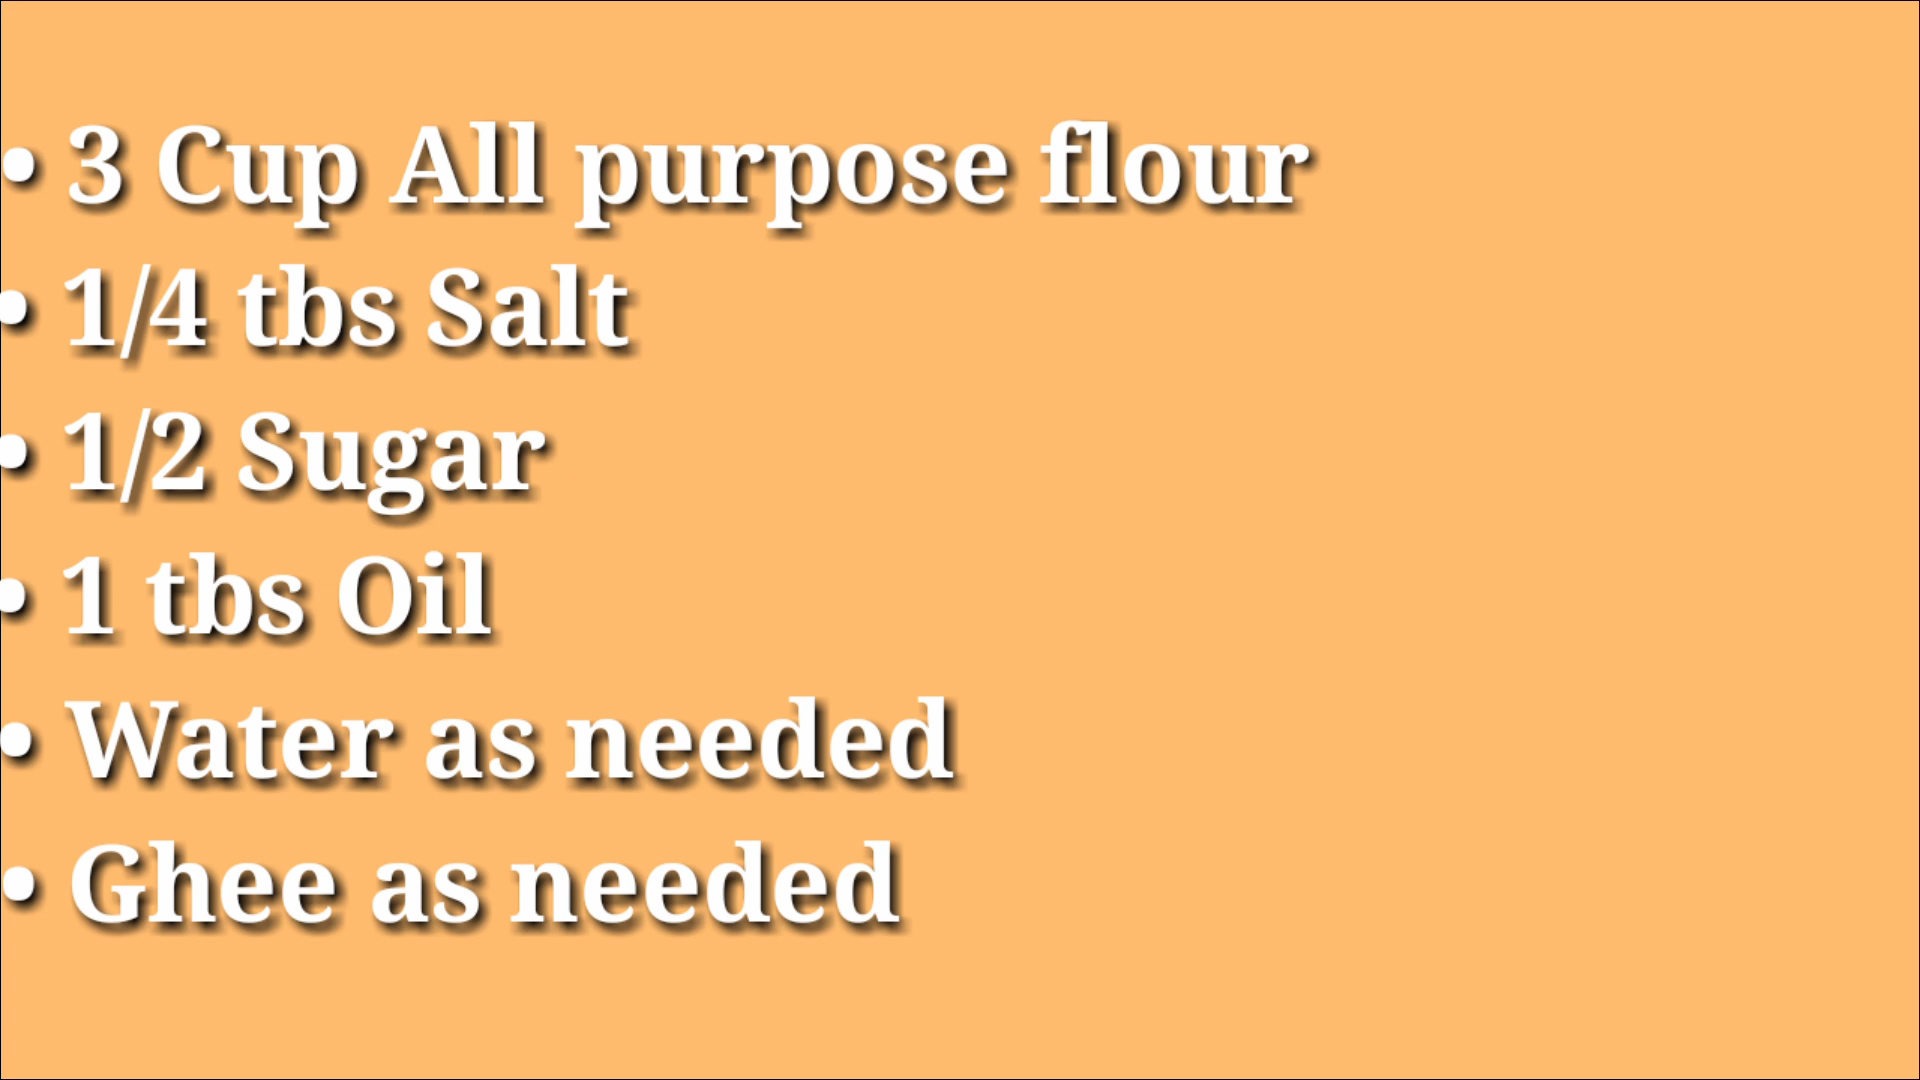 • 3 Cup All purpose flour
• 1/4 tbs Salt
• 1/2 Sugar
• 1 tbs Oil
• Water as needed
• Ghee as needed